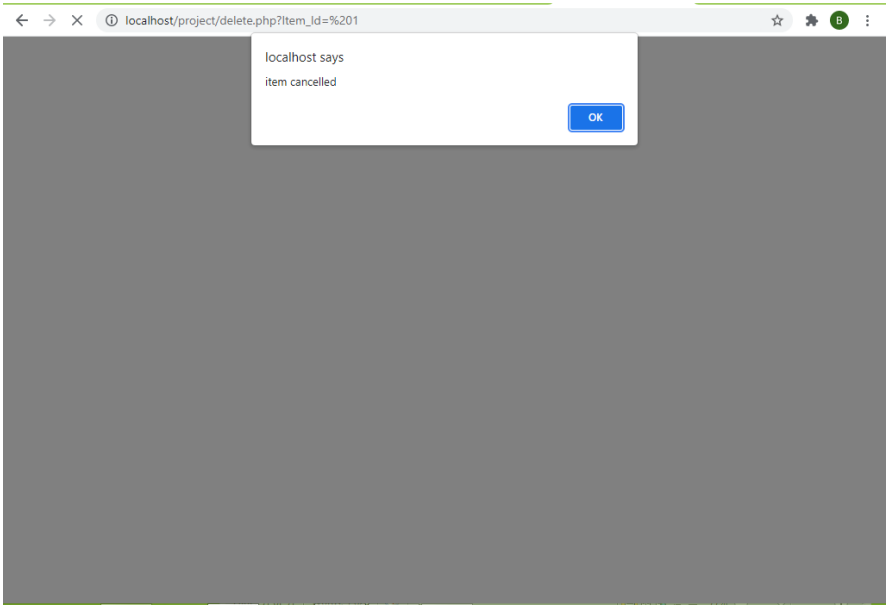 localhost/project/delete.php?Item_Id=%201
B
localhost says
item cancelled
OK